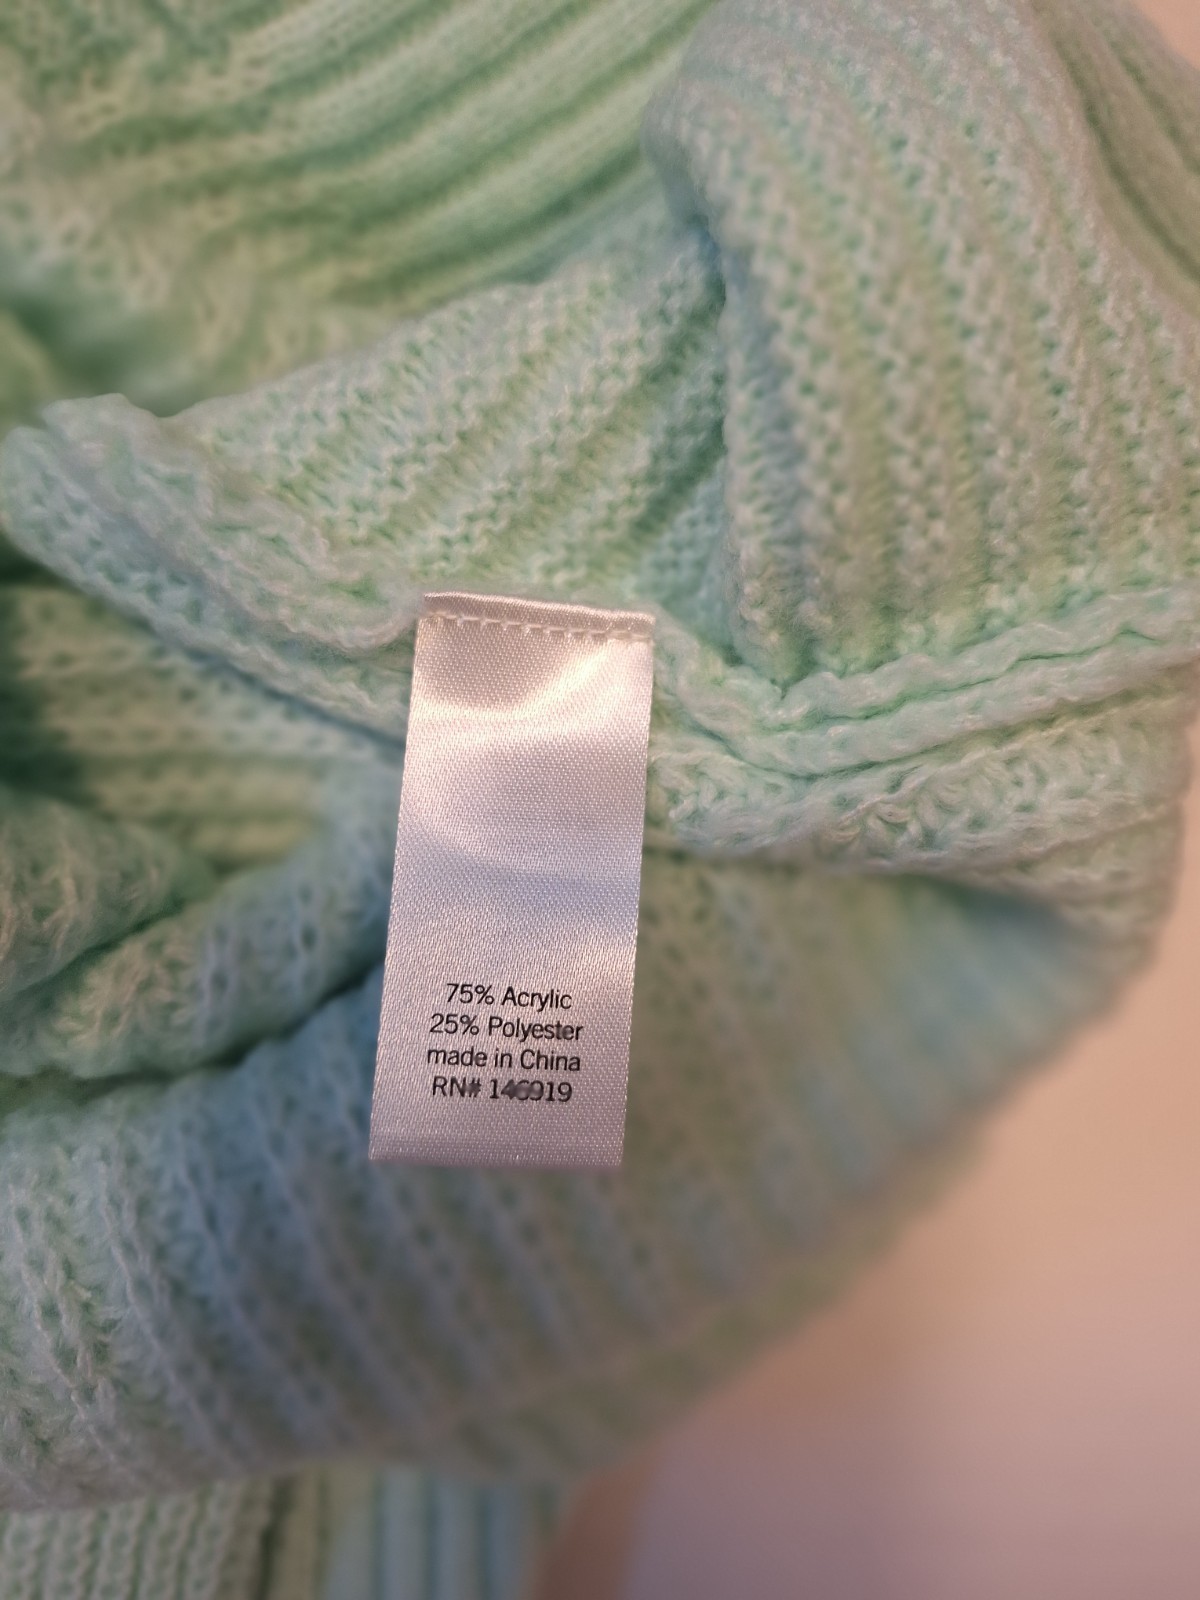 75% Acrylic
25% Polyester
made in China
RN# 146919